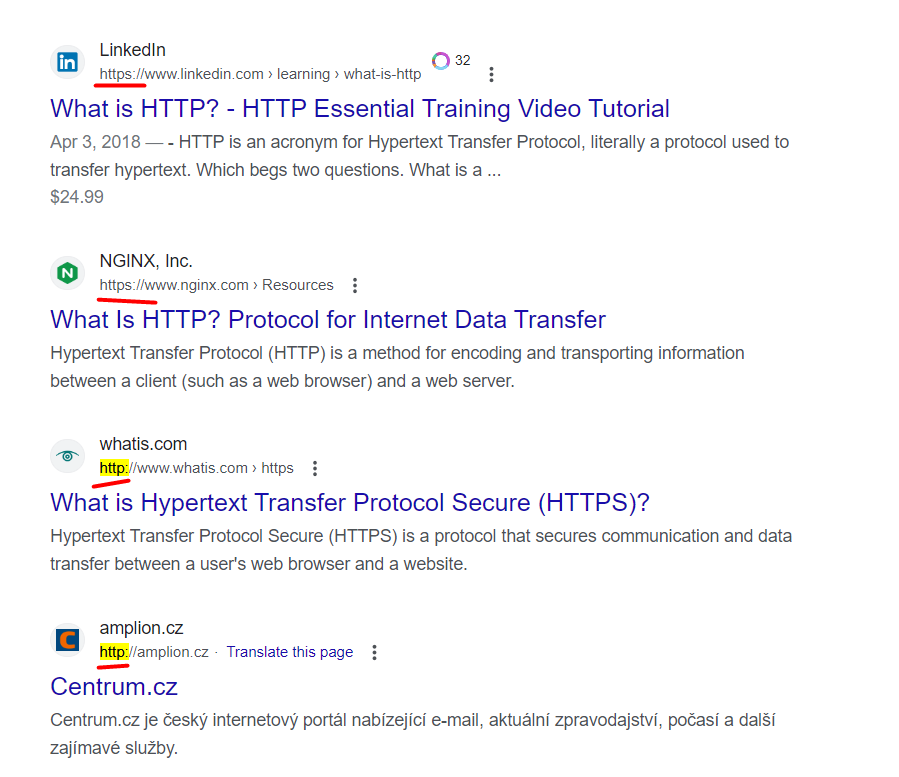 LinkedIn
https://www.linkedin.com › learning › what-is-http
32
What is HTTP? - HTTP Essential Training Video Tutorial
Apr 3, 2018 — - HTTP is an acronym for Hypertext Transfer Protocol, literally a protocol used to
transfer hypertext. Which begs two questions. What is a ...
$24.99
NGINX, Inc.
https://www.nginx.com › Resources
What Is HTTP? Protocol for Internet Data Transfer
Hypertext Transfer Protocol (HTTP) is a method for encoding and transporting information
between a client (such as a web browser) and a web server.
whatis.com
http://www.whatis.com › https
What is Hypertext Transfer Protocol Secure (HTTPS)?
Hypertext Transfer Protocol Secure (HTTPS) is a protocol that secures communication and data
transfer between a user's web browser and a website.
amplion.cz
http://amplion.cz · Translate this page
Centrum.cz
Centrum.cz je český internetový portál nabízející e-mail, aktuální zpravodajství, počasí a další
zajímavé služby.